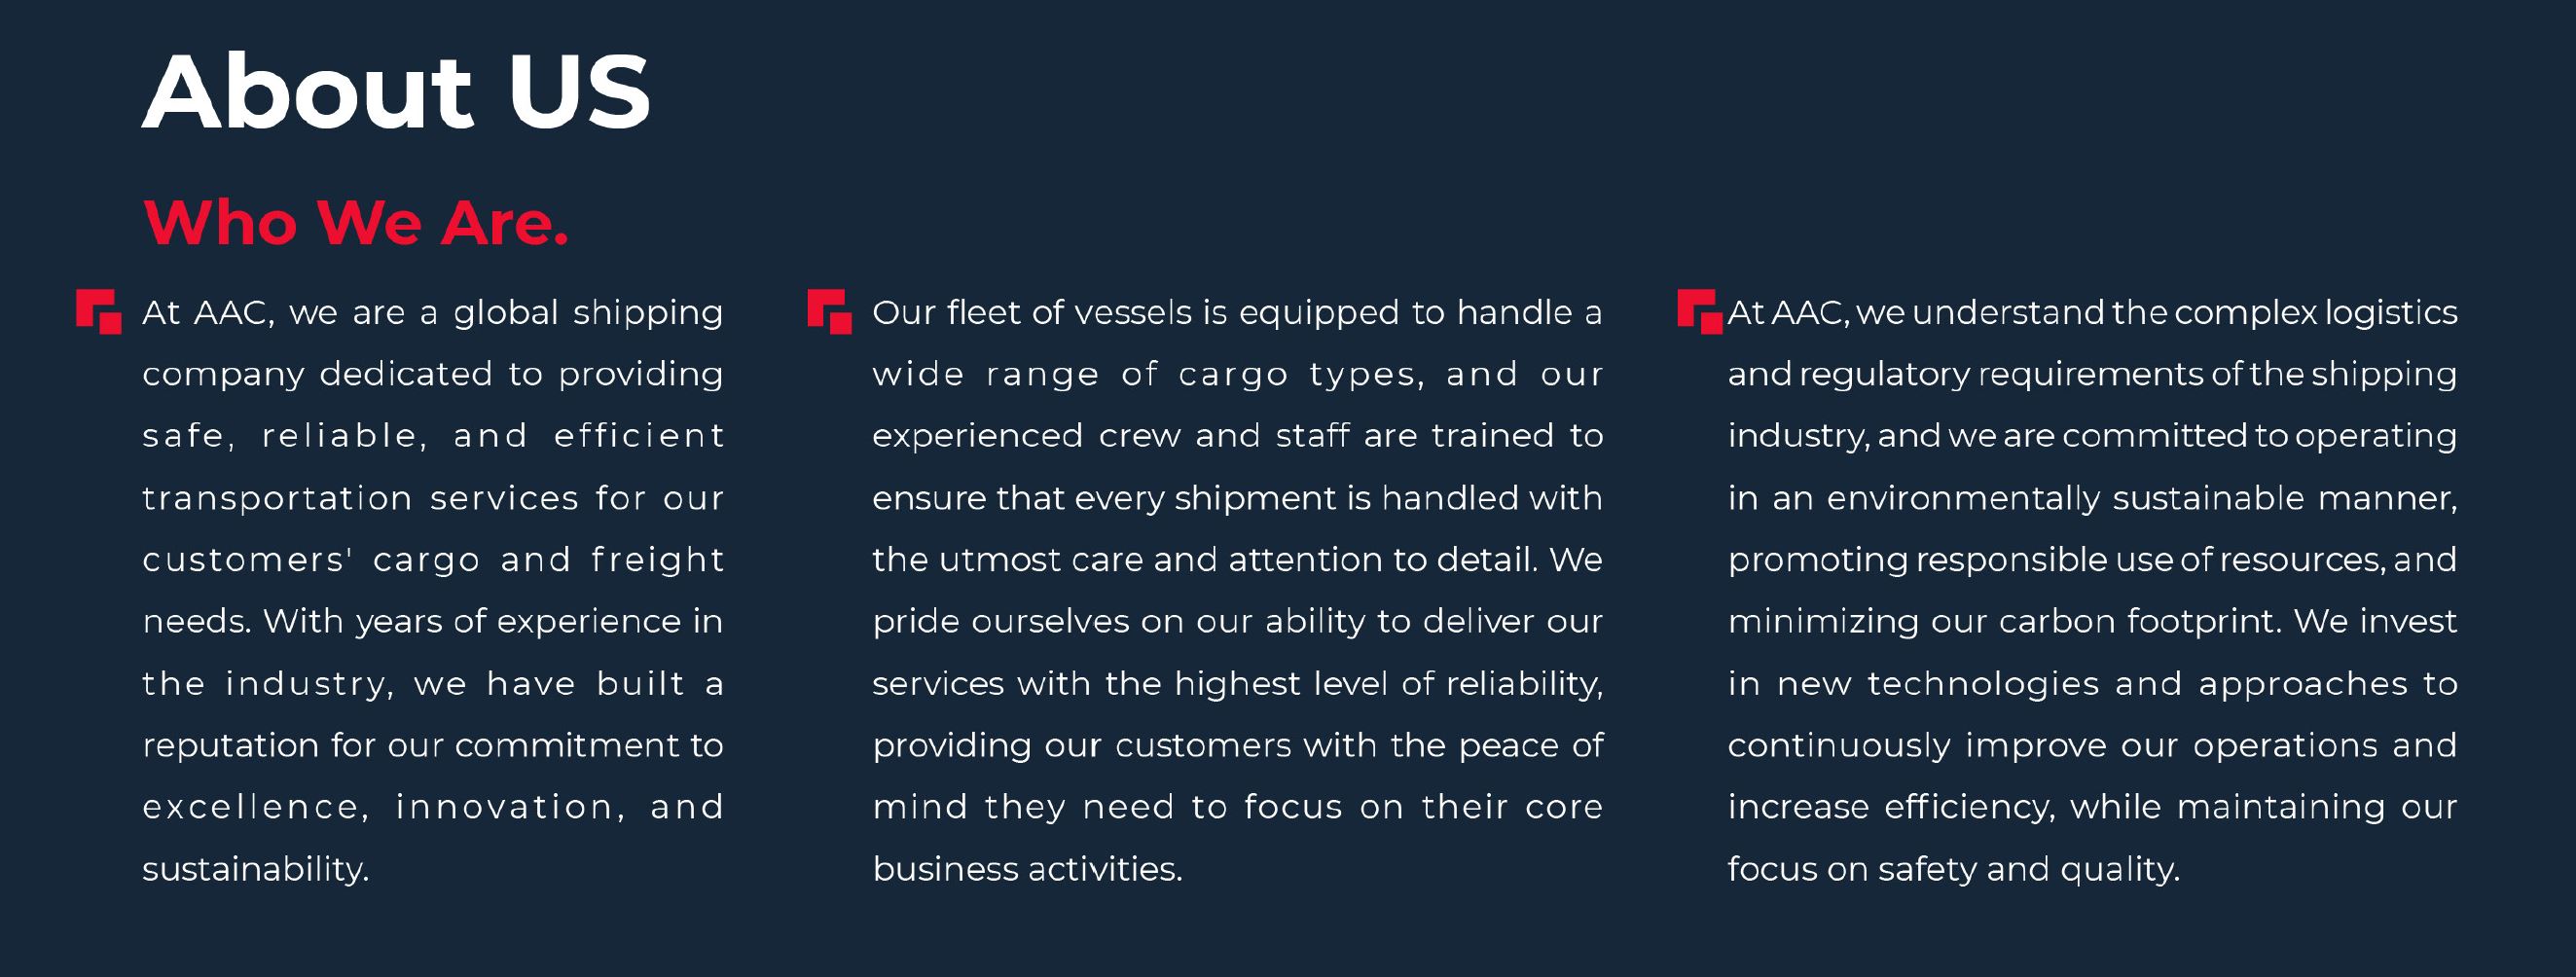 About US
Who We Are.
At AAC, we are a global shipping
company dedicated to providing
safe, reliable, and efficient
transportation services for our
customers' cargo and freight
needs. With years of experience in
the industry, we have built a
reputation for our commitment to
excellence, innovation, and
sustainability.
Our fleet of vessels is equipped to handle a
wide range of cargo types, and our
experienced crew and staff are trained to
ensure that every shipment is handled with
the utmost care and attention to detail. We
pride ourselves on our ability to deliver our
services with the highest level of reliability,
providing our customers with the peace of
mind they need to focus on their core
business activities.
At AAC, we understand the complex logistics
and regulatory requirements of the shipping
industry, and we are committed to operating
in an environmentally sustainable manner,
promoting responsible use of resources, and
minimizing our carbon footprint. We invest
in new technologies and approaches to
continuously improve our operations and
increase efficiency, while maintaining our
focus on safety and quality.